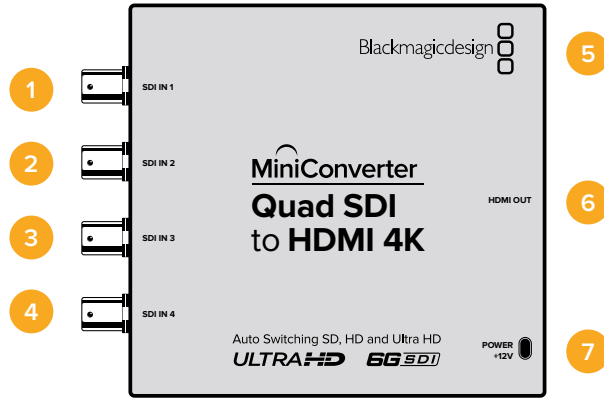 Blackmagicdesign
1
SDI IN 1
5
2
SDI IN 2
MiniConverter
Quad SDI
to HDMI 4K
HDMI OUT
6
3
SDI IN 3
4
SDI IN 4
Auto Switching SD, HD and Ultra HD
ULTRA HD 6G SDI
POWER
+12V
7